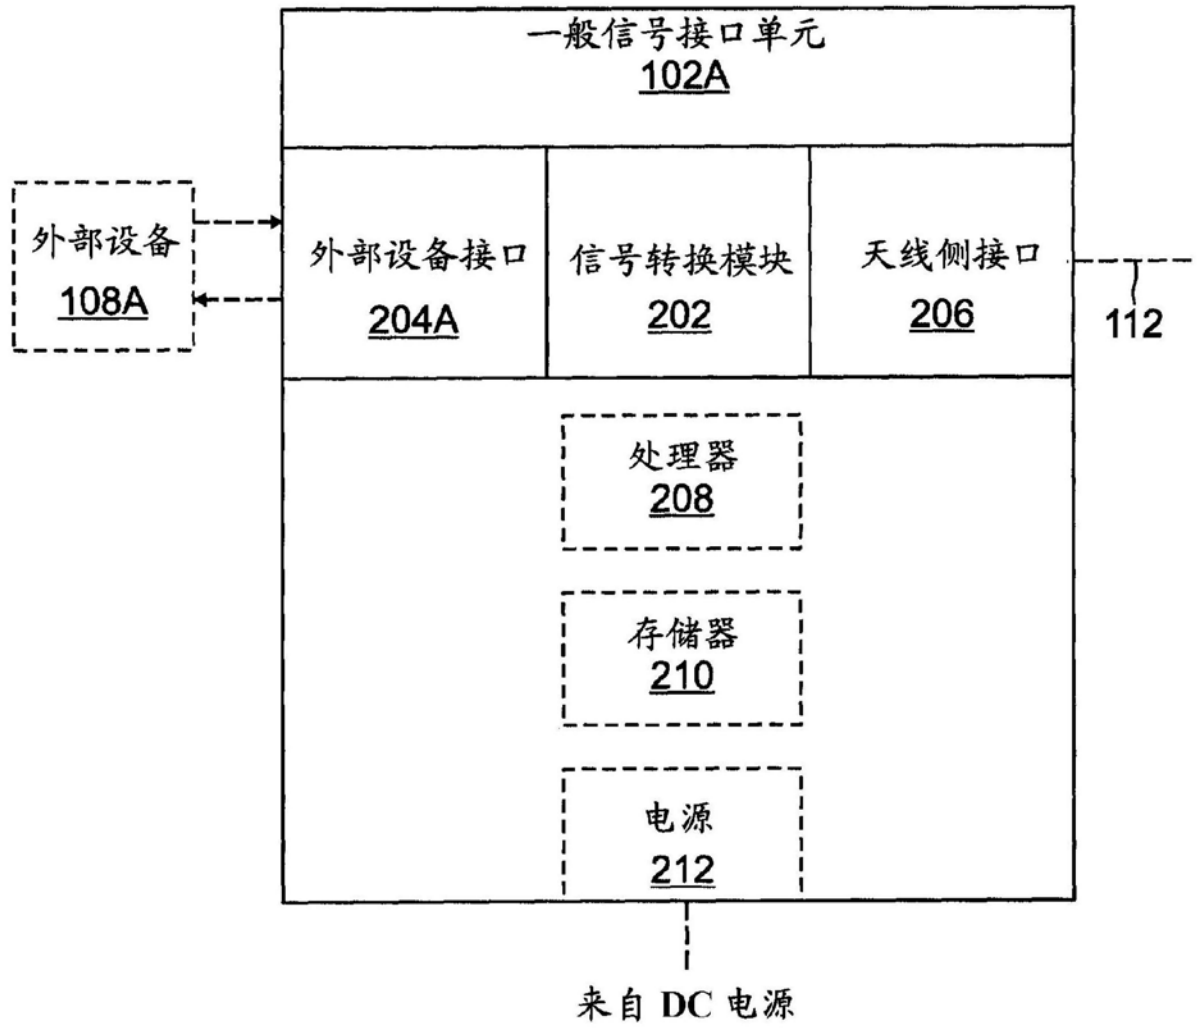 一般信号接口单元
102A
外部设备
108A
外部设备接口
204A
信号转换模块
202
天线侧接口
206
112
处理器
208
存储器
210
电源
212
来自 DC 电源